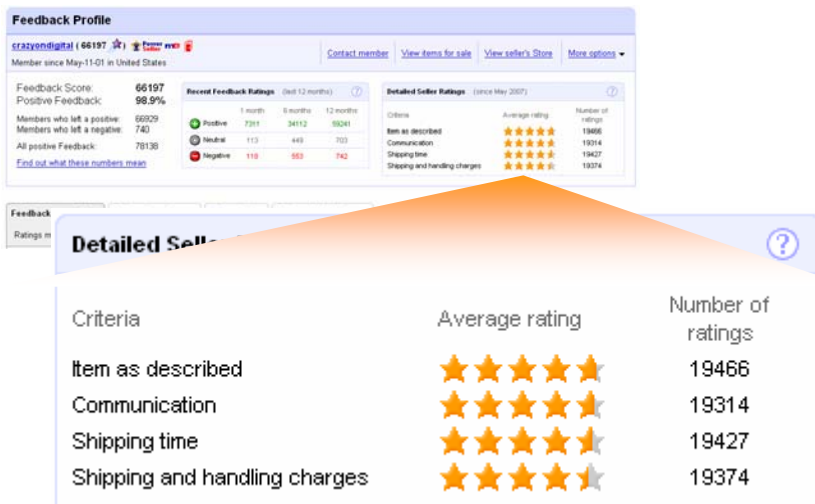 Feedback Profile
crazyondigital ( 66197 ) Power Seller me
Member since May-11-01 in United States
Contact member View items for sale View seller's Store More options
Feedback Score: 66197
Positive Feedback: 98.9%
Members who left a positive: 66929
Members who left a negative: 740
All positive Feedback: 78138
Find out what these numbers mean
Recent Feedback Ratings (last 12 months) ?
1 month 6 months 12 months
Positive 7311 34112 59241
Neutral 113 449 703
Negative 119 553 742
Detailed Seller Ratings (since May 2007) ?
Criteria Average rating Number of
ratings
Item as described 19466
Communication 19314
Shipping time 19427
Shipping and handling charges 19374
Feedback
Ratings
Detailed ?
Criteria Average rating Number of
ratings
Item as described 19466
Communication 19314
Shipping time 19427
Shipping and handling charges 19374